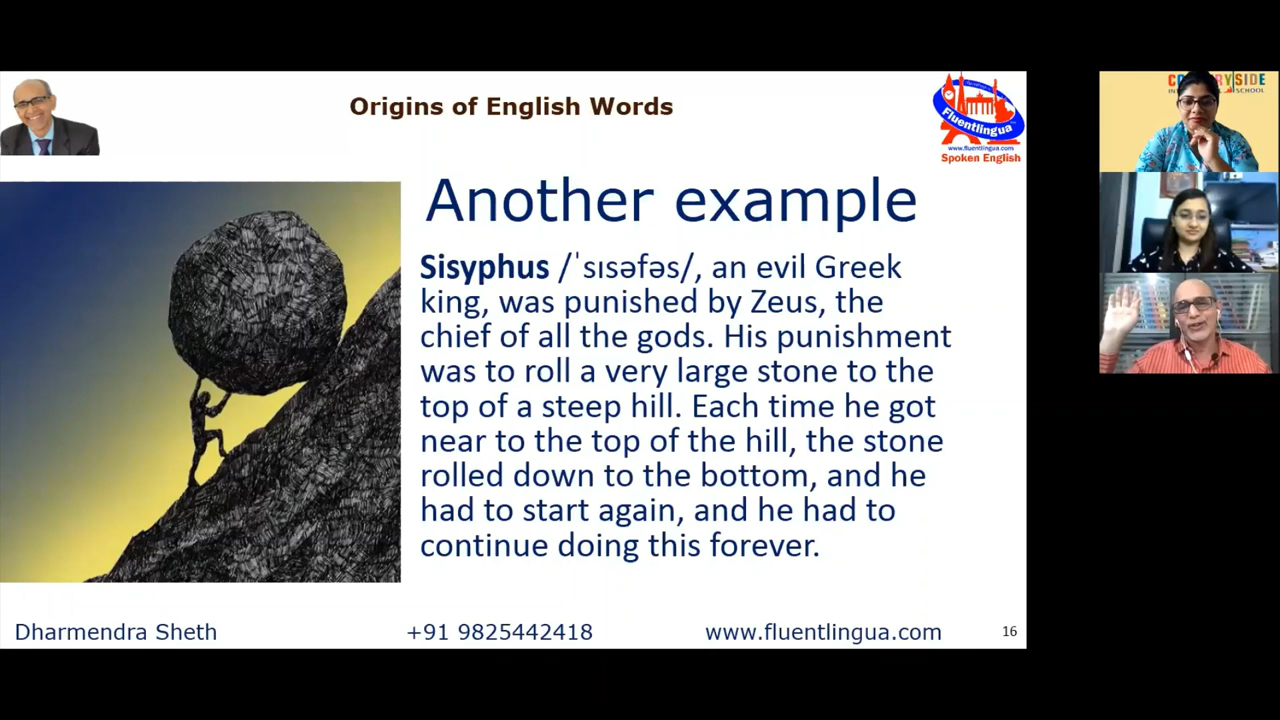 Origins of English Words
Fluentlingua
www.fluentlingua.com
Spoken English
Another example
Sisyphus /ˈsɪsəfəs/, an evil Greek
king, was punished by Zeus, the
chief of all the gods. His punishment
was to roll a very large stone to the
top of a steep hill. Each time he got
near to the top of the hill, the stone
rolled down to the bottom, and he
had to start again, and he had to
continue doing this forever.
Dharmendra Sheth
+91 9825442418
www.fluentlingua.com
16
SCHOOL